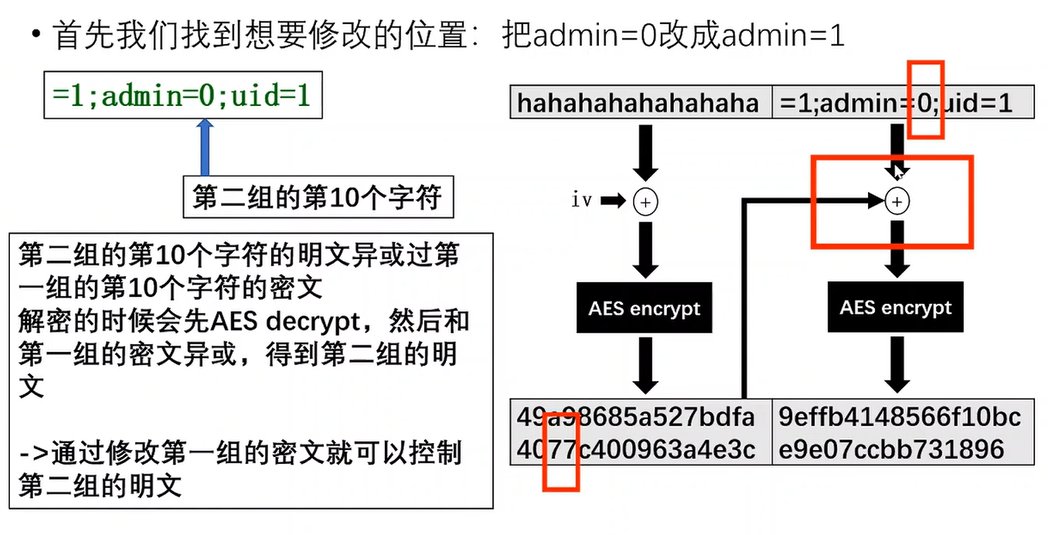 • 首先我们找到想要修改的位置：把admin=0改成admin=1
=1;admin=0;uid=1
第二组的第10个字符
第二组的第10个字符的明文异或过第
一组的第10个字符的密文
解密的时候会先AES decrypt，然后和
第一组的密文异或，得到第二组的明
文
->通过修改第一组的密文就可以控制
第二组的明文
hahahahahahahaha =1;admin=0;uid=1
iv + +
AES encrypt AES encrypt
49a98685a527bdfa 9effb4148566f10bc
4077c400963a4e3c e9e07ccbb731896